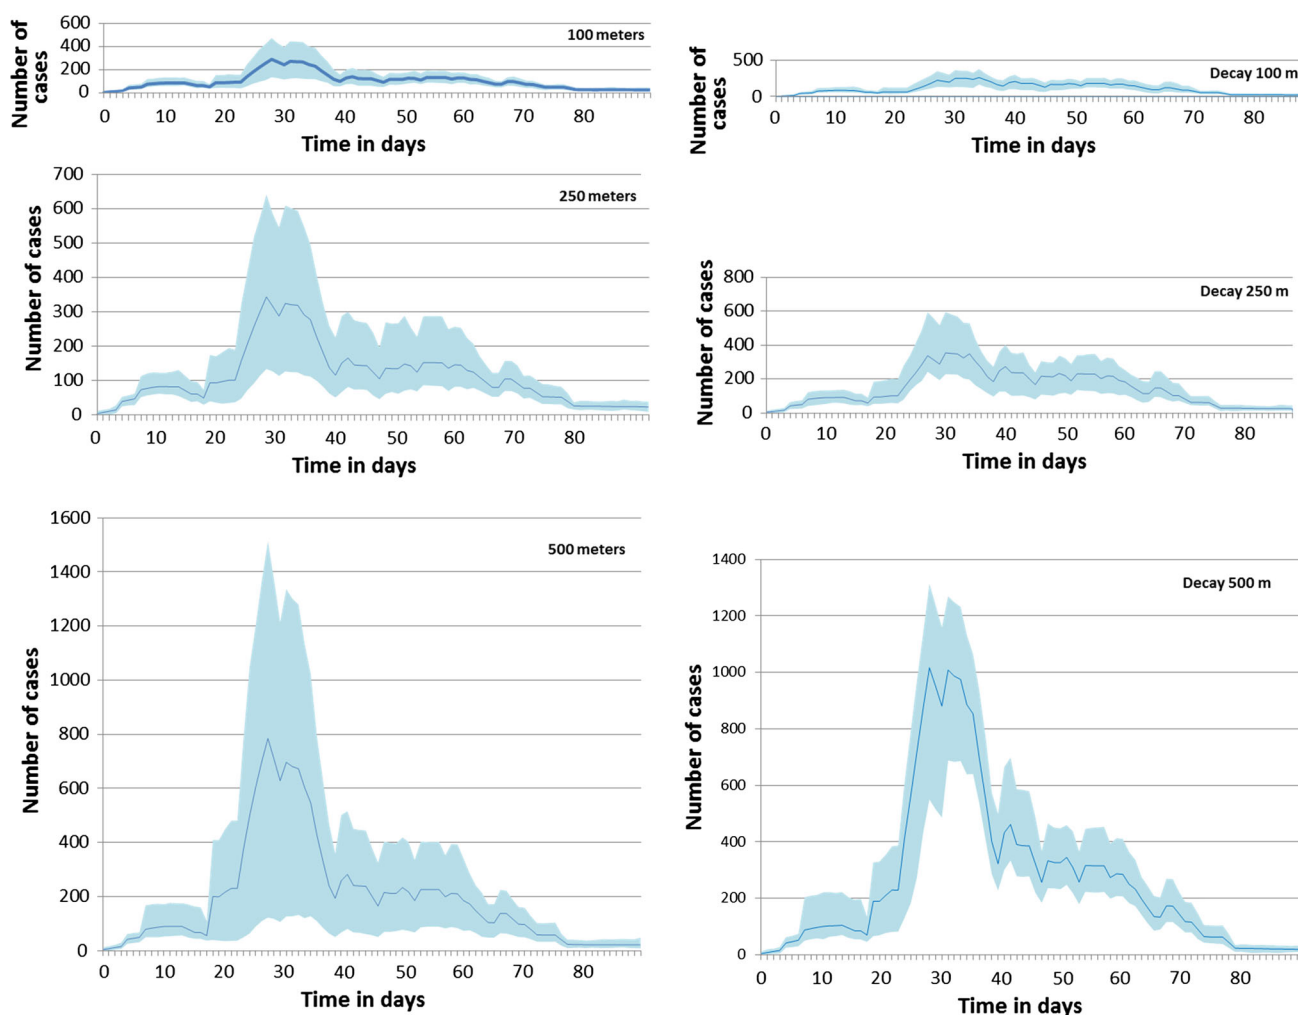 600
400
200
0
Number of
cases
100 meters
0 10 20 30 40 50 60 70 80
Time in days
500
0
Number of
cases
Decay 100 m
0 10 20 30 40 50 60 70 80
Time in days
700
600
500
400
300
200
100
0
Number of cases
250 meters
0 10 20 30 40 50 60 70 80
Time in days
800
600
400
200
0
Number of cases
Decay 250 m
0 10 20 30 40 50 60 70 80
Time in days
1600
1400
1200
1000
800
600
400
200
0
Number of cases
500 meters
0 10 20 30 40 50 60 70 80
Time in days
1400
1200
1000
800
600
400
200
0
Number of cases
Decay 500 m
0 10 20 30 40 50 60 70 80
Time in days